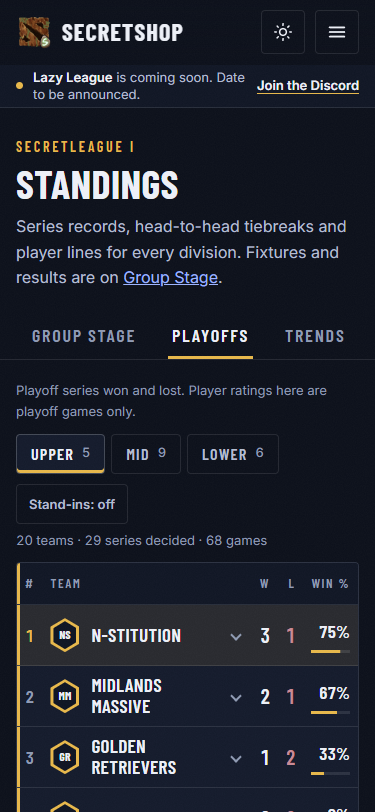 SECRETSHOP
Lazy League is coming soon. Date
to be announced.
Join the Discord
SECRETLEAGUE I
STANDINGS
Series records, head-to-head tiebreaks and
player lines for every division. Fixtures and
results are on Group Stage.
GROUP STAGE PLAYOFFS TRENDS
Playoff series won and lost. Player ratings here are
playoff games only.
UPPER 5 MID 9 LOWER 6
Stand-ins: off
20 teams · 29 series decided · 68 games
# TEAM W L WIN %
1 NS N-STITUTION 3 1 75%
2 MM MIDLANDS
MASSIVE 2 1 67%
3 GR GOLDEN
RETRIEVERS 1 2 33%